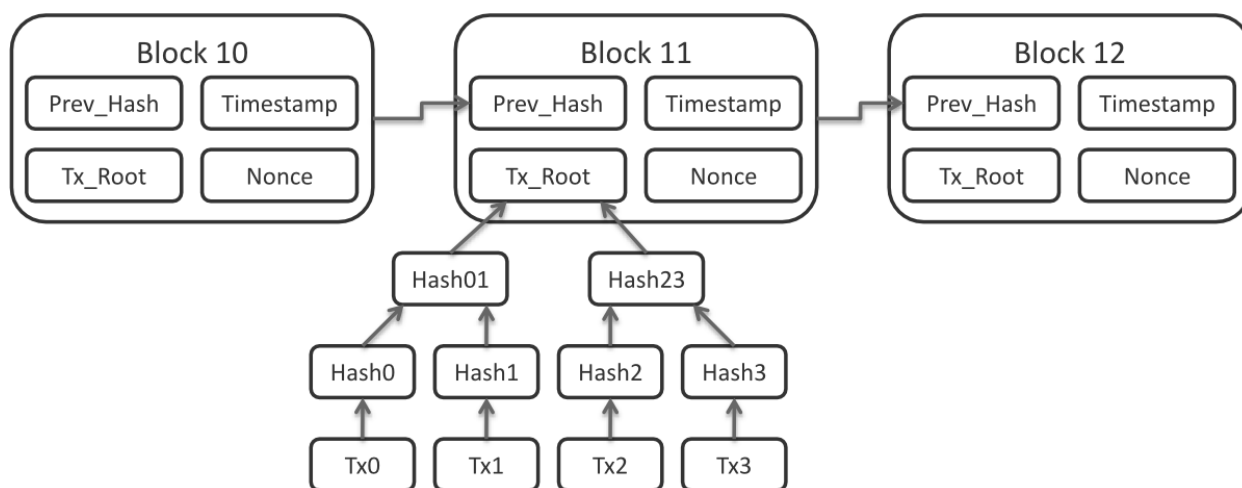 Block 10
Block 11
Block 12
Prev_Hash
Timestamp
Prev_Hash
Timestamp
Prev_Hash
Timestamp
Tx_Root
Nonce
Tx_Root
Nonce
Tx_Root
Nonce
Hash01
Hash23
Hash0
Hash1
Hash2
Hash3
Tx0
Tx1
Tx2
Tx3